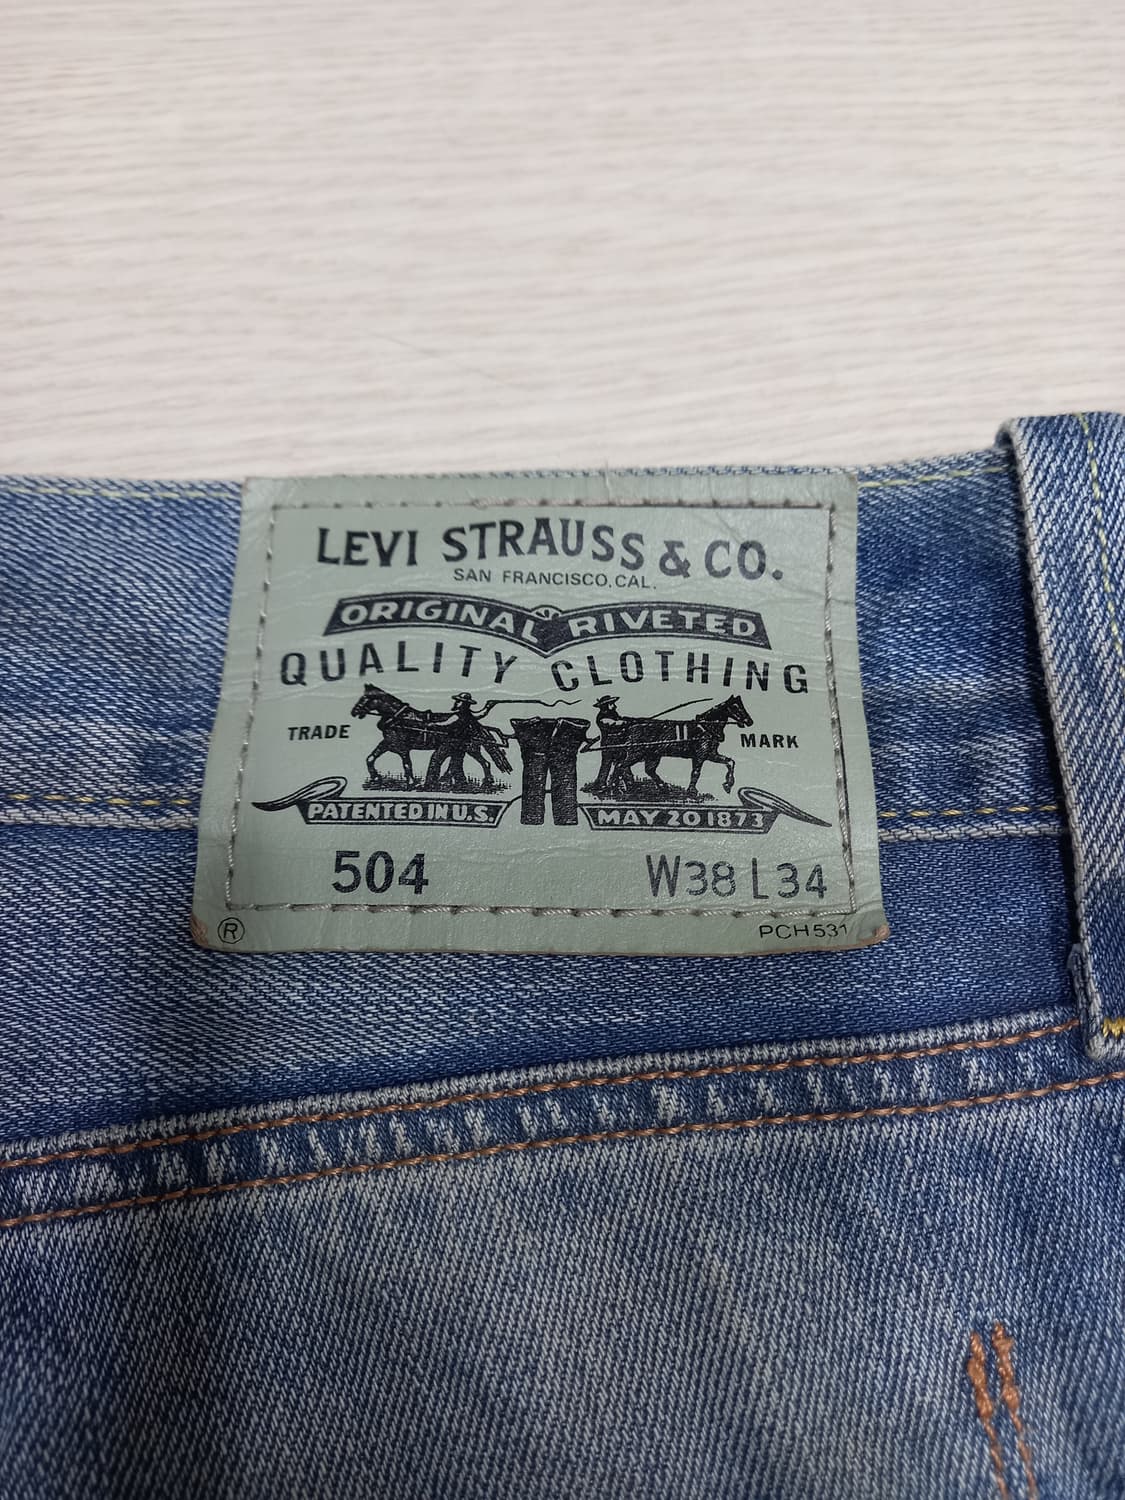 LEVI STRAUSS & CO.
SAN FRANCISCO, CAL.
ORIGINAL RIVETED
QUALITY CLOTHING
TRADE MARK
PATENTED IN U.S. MAY 20 1873
504 W38 L34
® PCH531